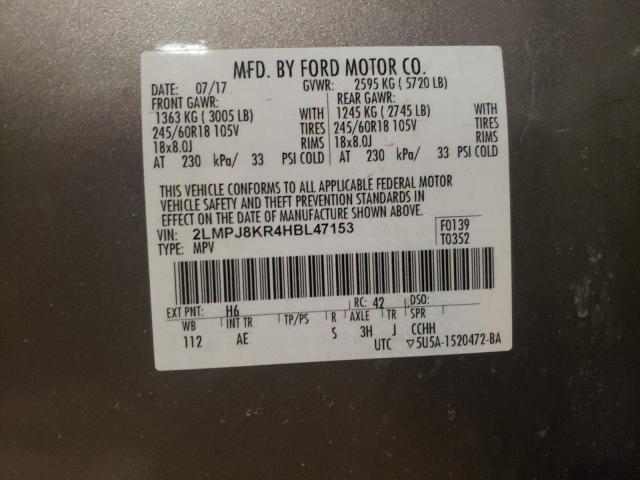 MFD. BY FORD MOTOR CO.
DATE: 07/17 GVWR: 2595 KG ( 5720 LB)
FRONT GAWR: REAR GAWR:
1363 KG ( 3005 LB) WITH 1245 KG ( 2745 LB) WITH
245/60R18 105V TIRES 245/60R18 105V TIRES
18x8.0J RIMS 18x8.0J RIMS
AT 230 kPa/ 33 PSI COLD AT 230 kPa/ 33 PSI COLD
THIS VEHICLE CONFORMS TO ALL APPLICABLE FEDERAL MOTOR
VEHICLE SAFETY AND THEFT PREVENTION STANDARDS IN
EFFECT ON THE DATE OF MANUFACTURE SHOWN ABOVE.
VIN: 2LMPJ8KR4HBL47153 F0139
TYPE: MPV T0352
EXT PNT: H6 RC: 42 DSO:
WB INT TR TP/PS R AXLE TR SPR
112 AE S 3H J CCHH
UTC ▽5U5A-1520472-BA